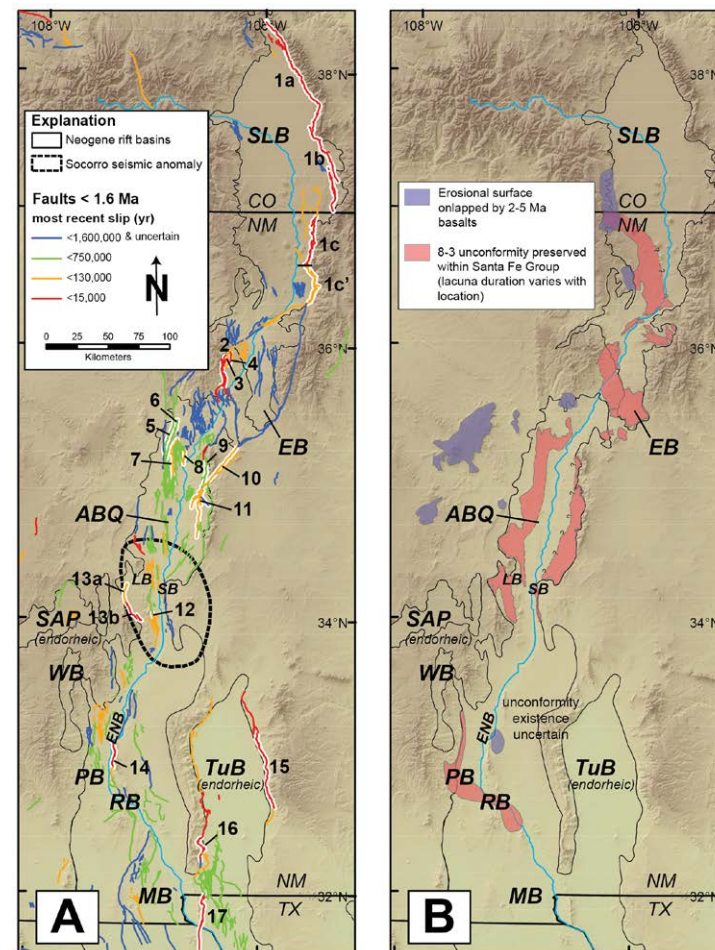 108° W
106° W
38°N
1a
Explanation
Neogene rift basins
Socorro seismic anomaly
Faults < 1.6 Ma
most recent slip (yr)
<1,600,000 & uncertain
<750,000
<130,000
<15,000
N
0 25 50 75 100
Kilometers
SLB
1b
CO
NM
1c
1c'
36°N
2
4
3
6
5
EB
9
7
8
10
11
ABQ
13a
LB
SB
12
13b
SAP
(endorheic)
34°N
WB
ENB
14
15
PB
TuB
(endorheic)
RB
16
MB
NM
32°N
TX
17
A
108° W
106° W
38°N
SLB
Erosional surface
onlapped by 2-5 Ma
basalts
CO
NM
8-3 unconformity preserved
within Santa Fe Group
(lacuna duration varies with
location)
36°N
EB
ABQ
LB
SB
SAP
(endorheic)
34°N
WB
ENB
unconformity
existence
uncertain
PB
TuB
(endorheic)
RB
MB
NM
32°N
TX
B